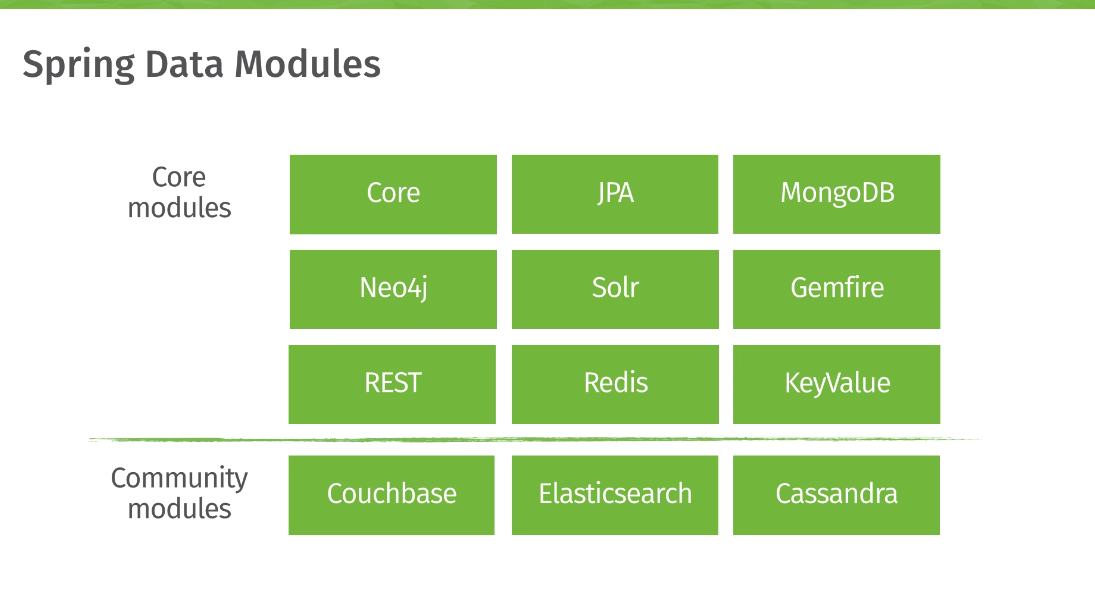 Spring Data Modules
Core
modules
Core
JPA
MongoDB
Neo4j
Solr
Gemfire
REST
Redis
KeyValue
Community
modules
Couchbase
Elasticsearch
Cassandra